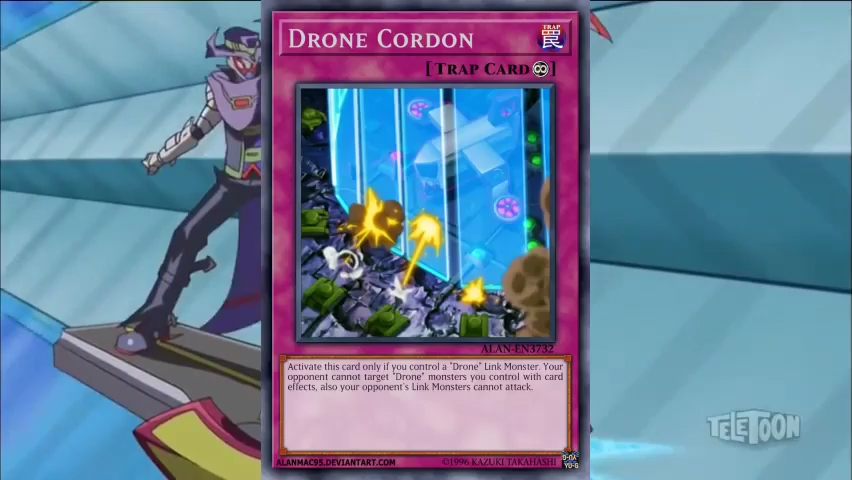 DRONE CORDON
TRAP
罠
[TRAP CARD ]
ALAN-EN3732
Activate this card only if you control a "Drone" Link Monster. Your
opponent cannot target "Drone" monsters you control with card
effects, also your opponent's Link Monsters cannot attack.
ALANMAC95.DEVIANTART.COM
©1996 KAZUKI TAKAHASHI
TELETOON